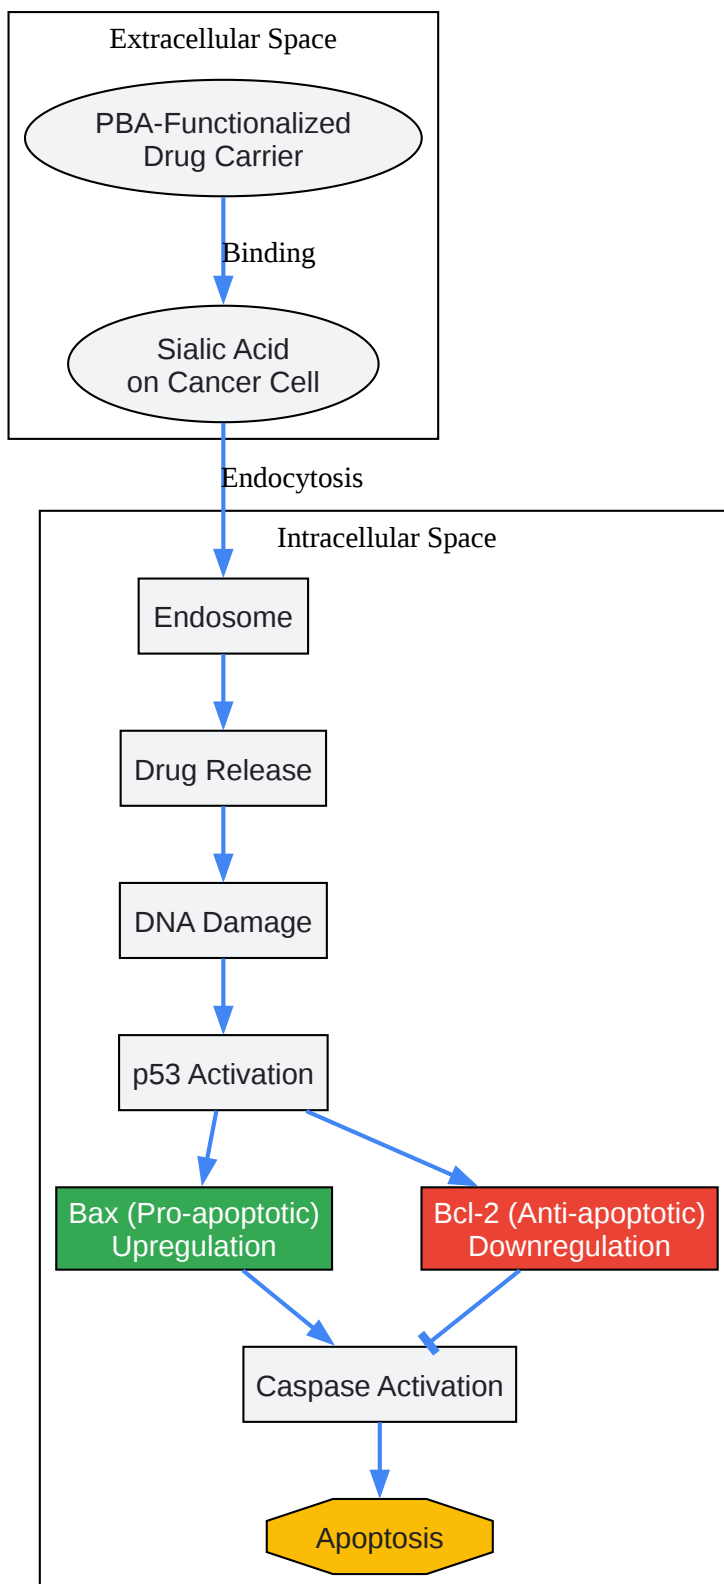 Extracellular Space
PBA-Functionalized
Drug Carrier
Binding
Sialic Acid
on Cancer Cell
Endocytosis
Intracellular Space
Endosome
Drug Release
DNA Damage
p53 Activation
Bax (Pro-apoptotic)
Upregulation
Bcl-2 (Anti-apoptotic)
Downregulation
Caspase Activation
Apoptosis